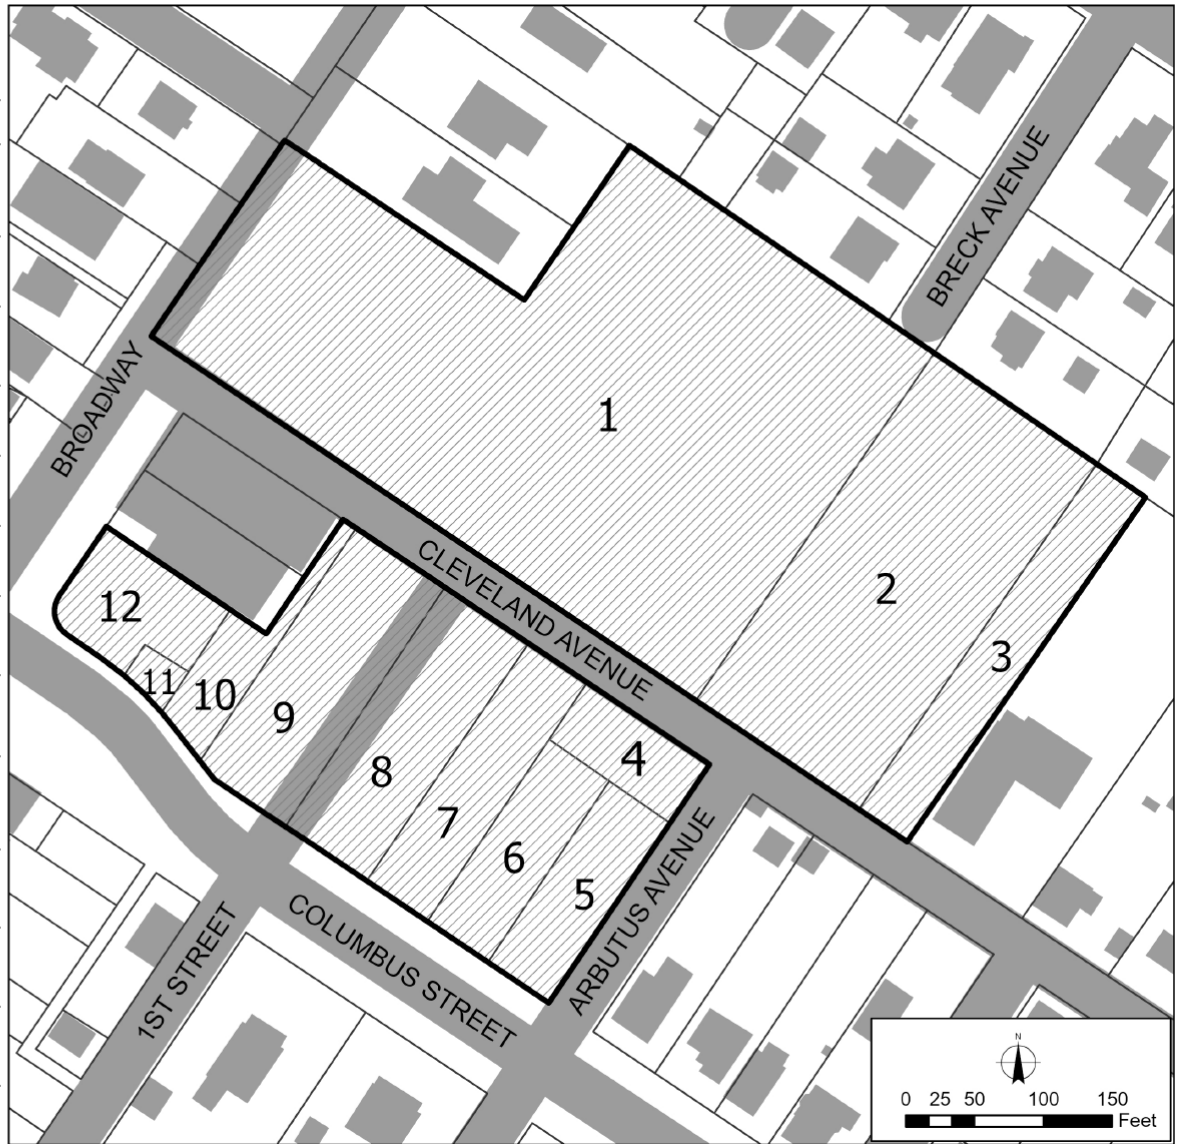 BRECK AVENUE
BROADWAY
1
CLEVELAND AVENUE
2
12
3
11
10
9
4
8
7
6
5
ARBUTUS AVENUE
COLUMBUS STREET
1ST STREET
N
0 25 50 100 150
Feet